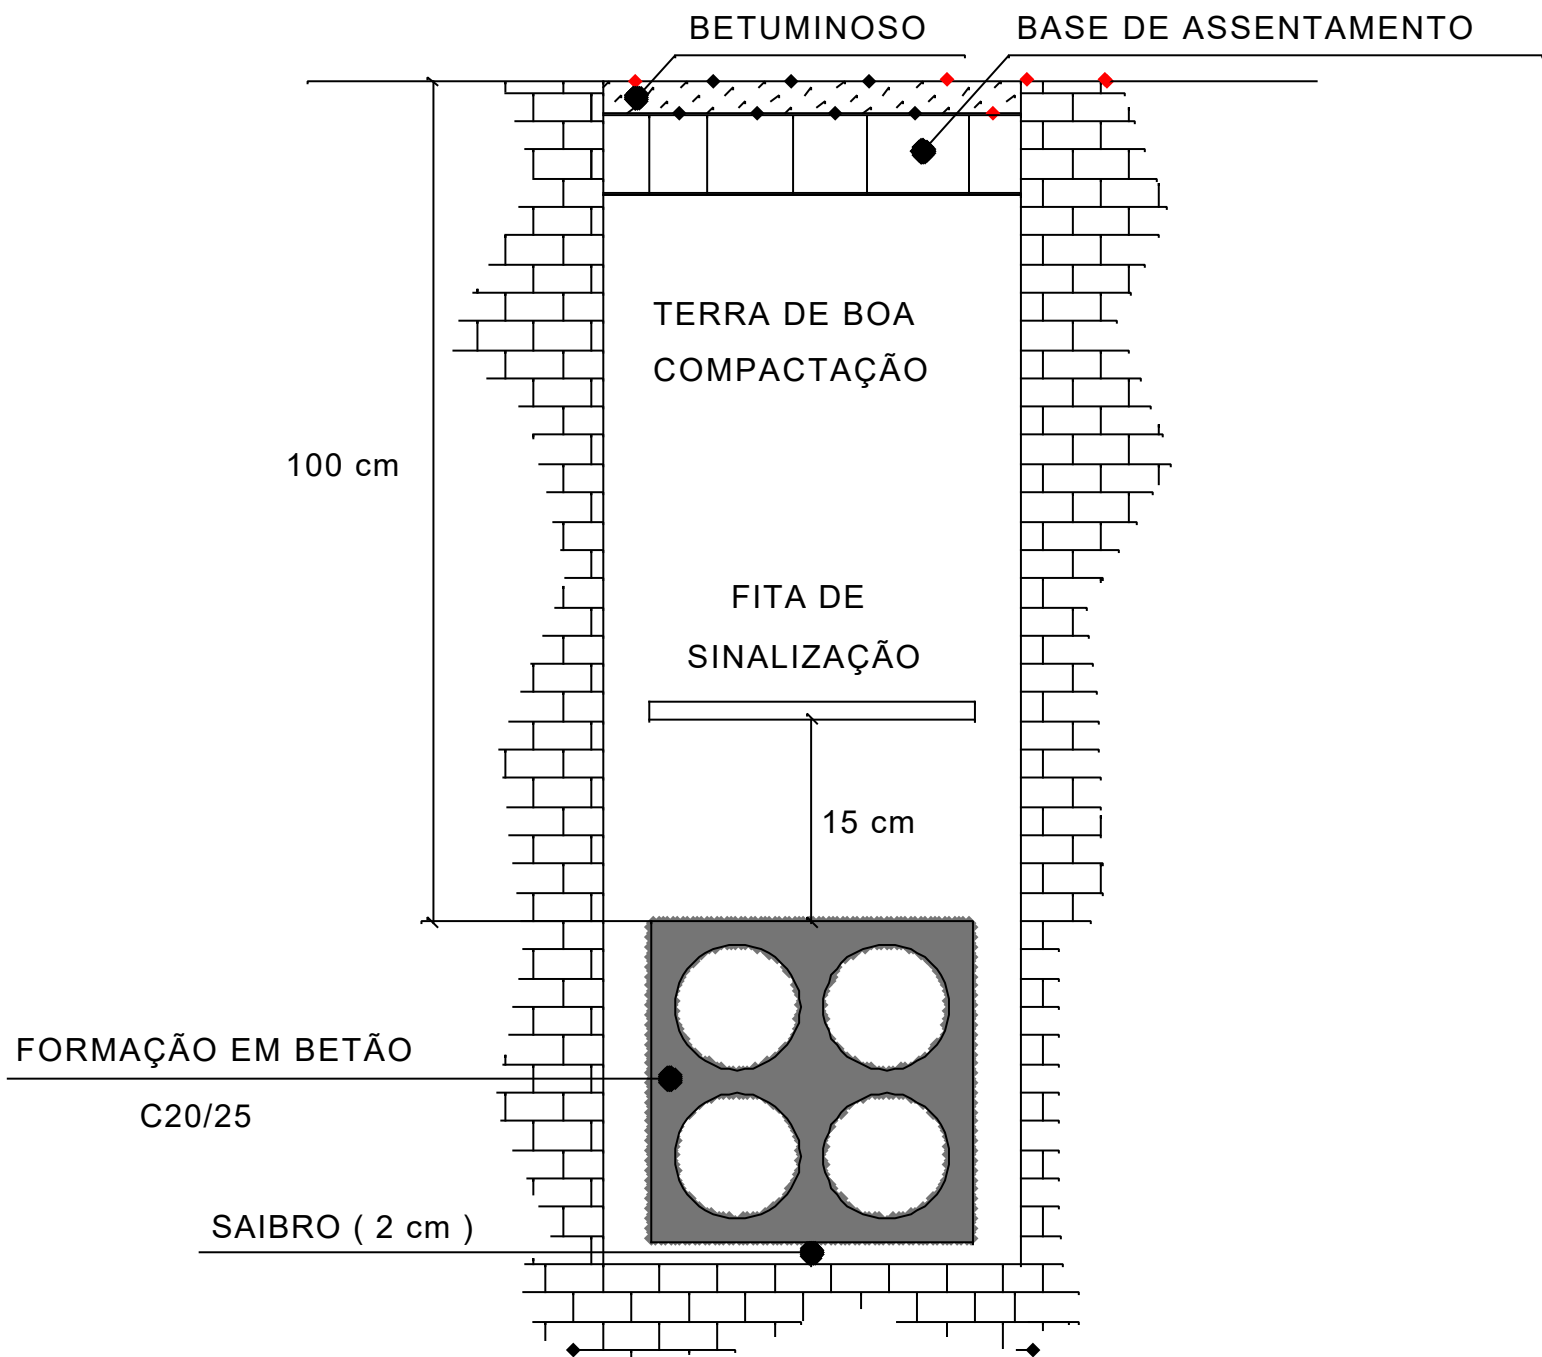 BETUMINOSO
BASE DE ASSENTAMENTO
TERRA DE BOA
COMPACTAÇÃO
100 cm
FITA DE
SINALIZAÇÃO
15 cm
FORMAÇÃO EM BETÃO
C20/25
SAIBRO ( 2 cm )